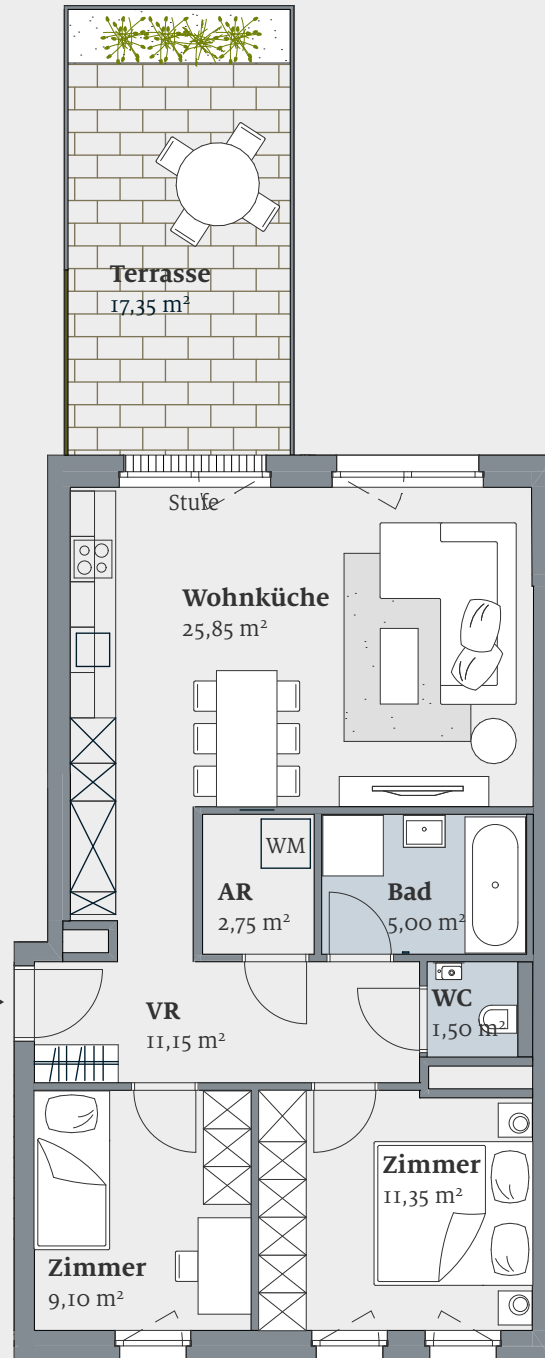 Terrasse
17,35 m²
Stufe
Wohnküche
25,85 m²
WM
AR
2,75 m²
Bad
5,00 m²
VR
11,15 m²
WC
1,50 m²
Zimmer
11,35 m²
Zimmer
9,10 m²